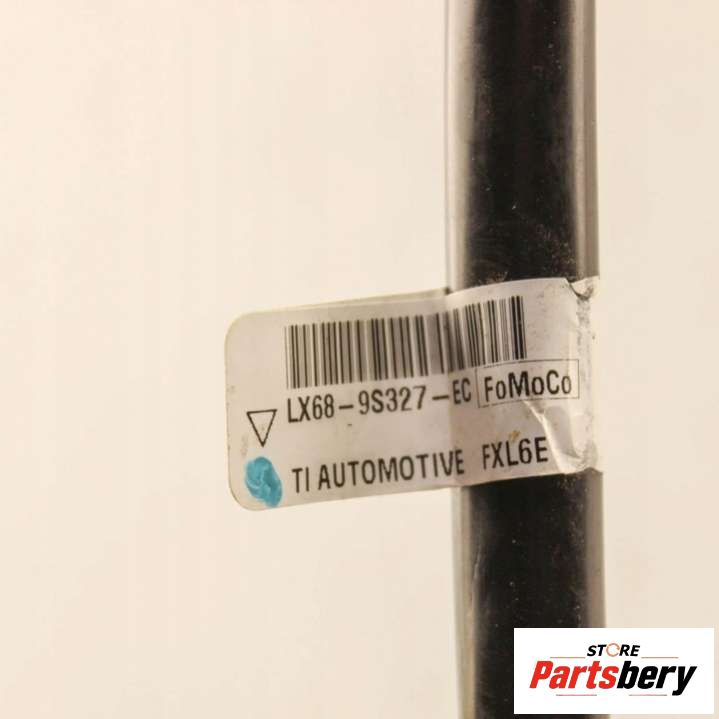 LX68-9S327-EC FoMoCo
TI AUTOMOTIVE FXL6E
STORE
Partsbery